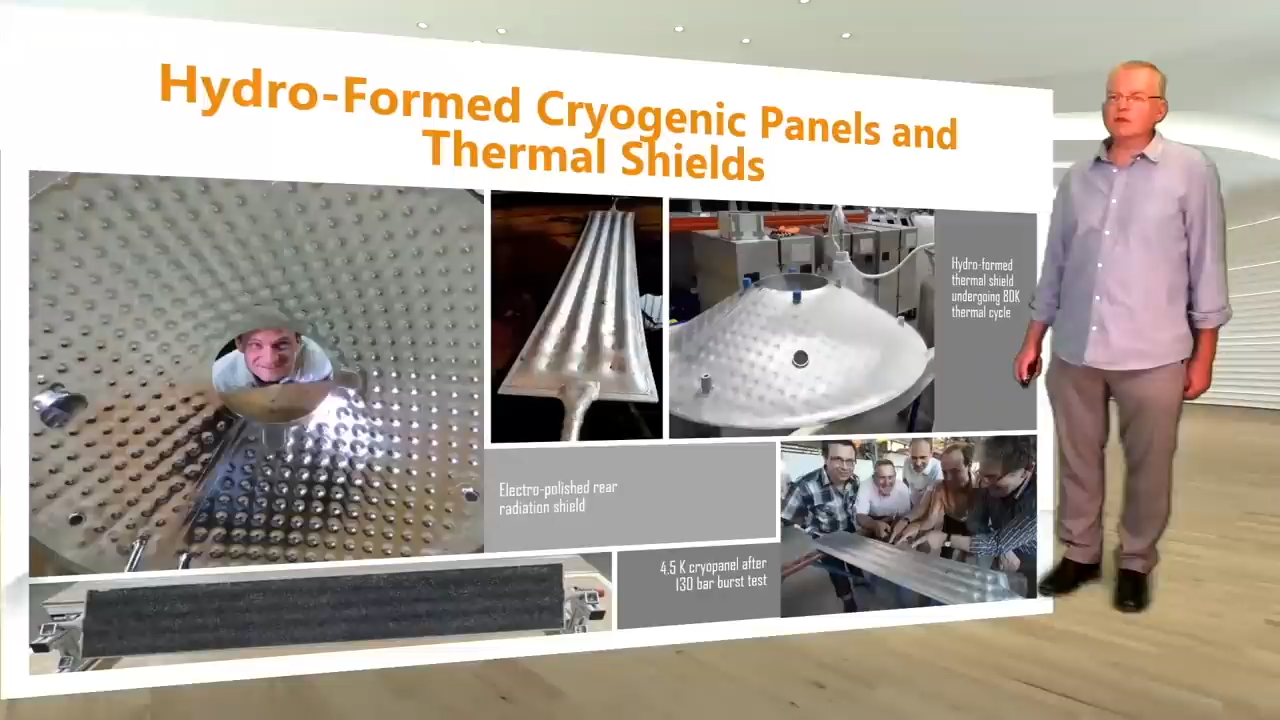 Hydro-Formed Cryogenic Panels and
Thermal Shields
Hydro-formed
thermal shield
undergoing 80K
thermal cycle
Electro-polished rear
radiation shield
4.5 K cryopanel after
130 bar burst test